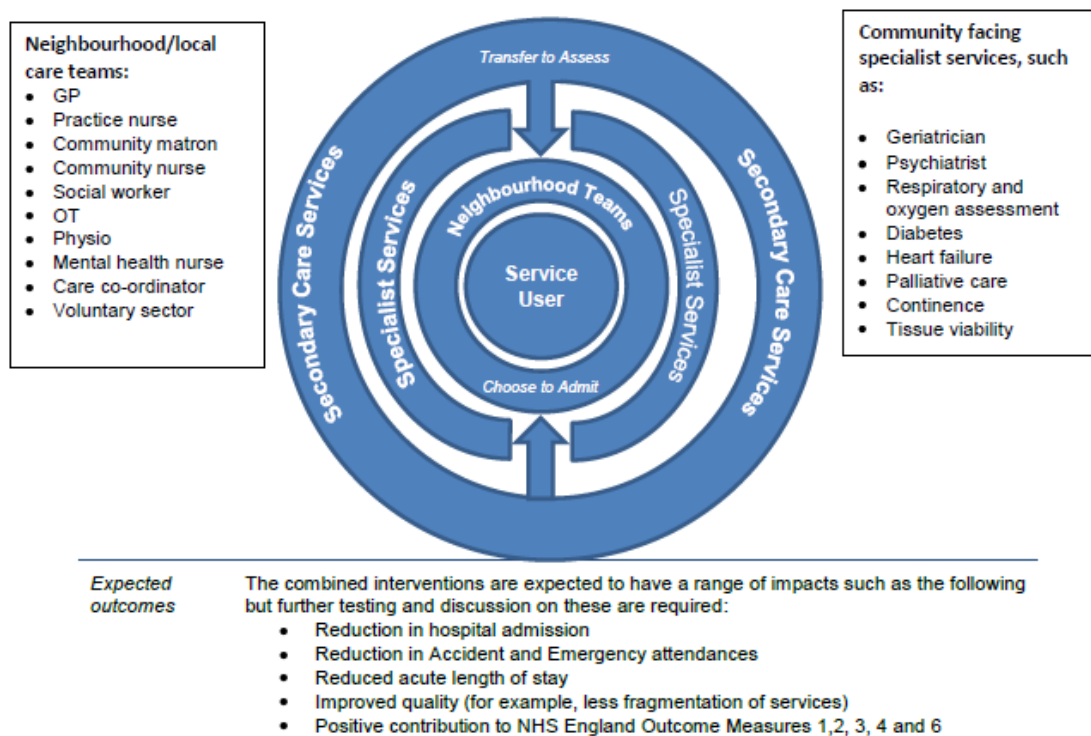 Neighbourhood/local
care teams:
• GP
• Practice nurse
• Community matron
• Community nurse
• Social worker
• OT
• Physio
• Mental health nurse
• Care co-ordinator
• Voluntary sector
Transfer to Assess
Secondary Care Services
Specialist Services
Neighbourhood Teams
Service
User
Choose to Admit
Specialist Services
Secondary Care Services
Community facing
specialist services, such
as:
• Geriatrician
• Psychiatrist
• Respiratory and
oxygen assessment
• Diabetes
• Heart failure
• Palliative care
• Continence
• Tissue viability
Expected
outcomes
The combined interventions are expected to have a range of impacts such as the following
but further testing and discussion on these are required:
• Reduction in hospital admission
• Reduction in Accident and Emergency attendances
• Reduced acute length of stay
• Improved quality (for example, less fragmentation of services)
• Positive contribution to NHS England Outcome Measures 1,2, 3, 4 and 6